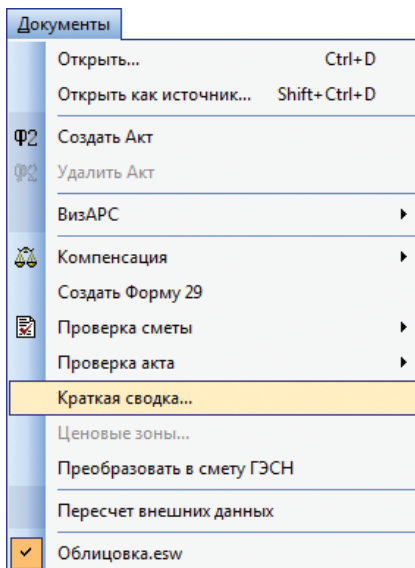 Документы
Открыть... Ctrl+D
Открыть как источник... Shift+Ctrl+D
Ф2 Создать Акт
Ф2 Удалить Акт
ВизАРС
Компенсация
Создать Форму 29
Проверка сметы
Проверка акта
Краткая сводка...
Ценовые зоны...
Преобразовать в смету ГЭСН
Пересчет внешних данных
Облицовка.esw